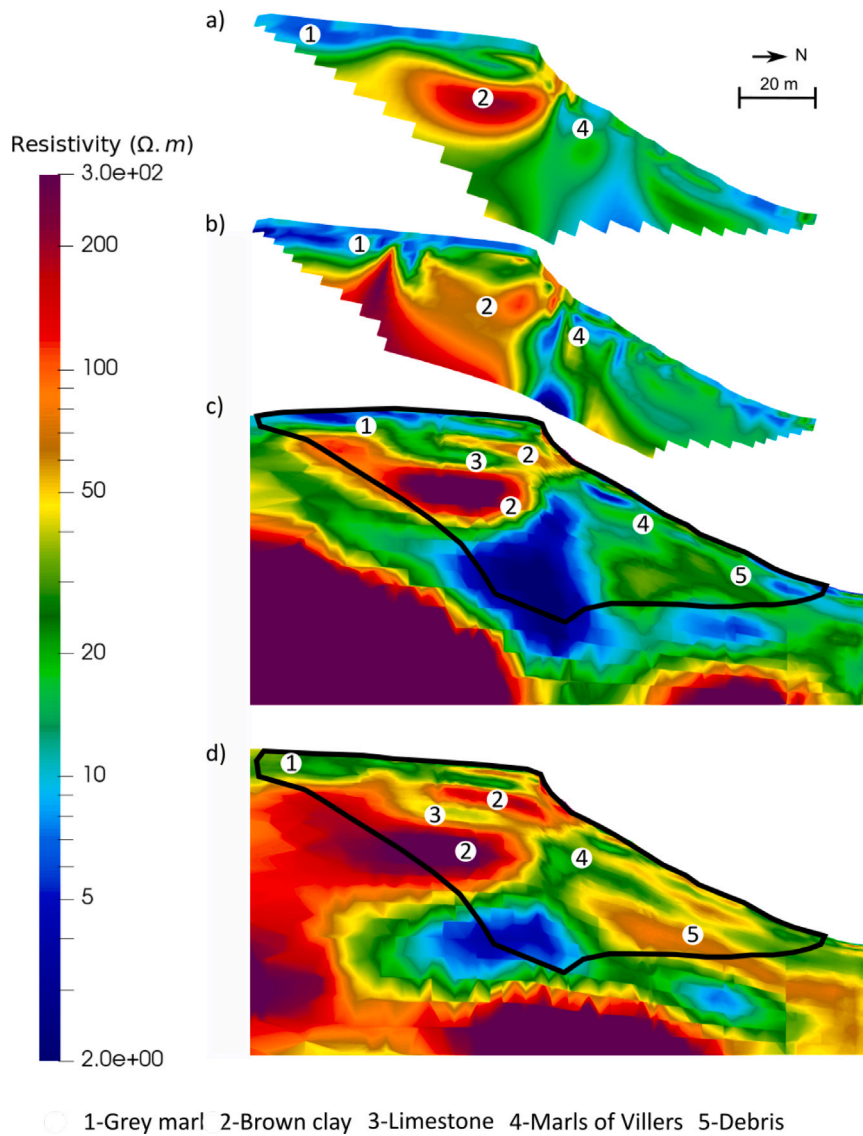 a)
1
2
4
N
20 m
Resistivity (Ω. m)
3.0e+02
200
100
50
20
10
5
2.0e+00
b)
1
2
4
c)
1
2
3
2
4
5
d)
1
2
3
2
4
5
1-Grey marl 2-Brown clay 3-Limestone 4-Marls of Villers 5-Debris